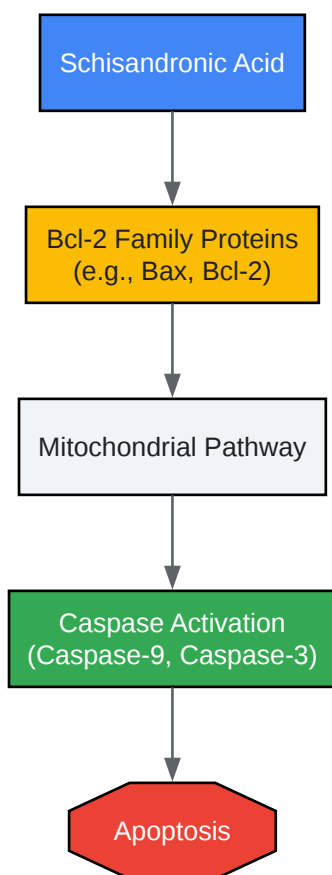 Schisandronic Acid
Bcl-2 Family Proteins
(e.g., Bax, Bcl-2)
Mitochondrial Pathway
Caspase Activation
(Caspase-9, Caspase-3)
Apoptosis